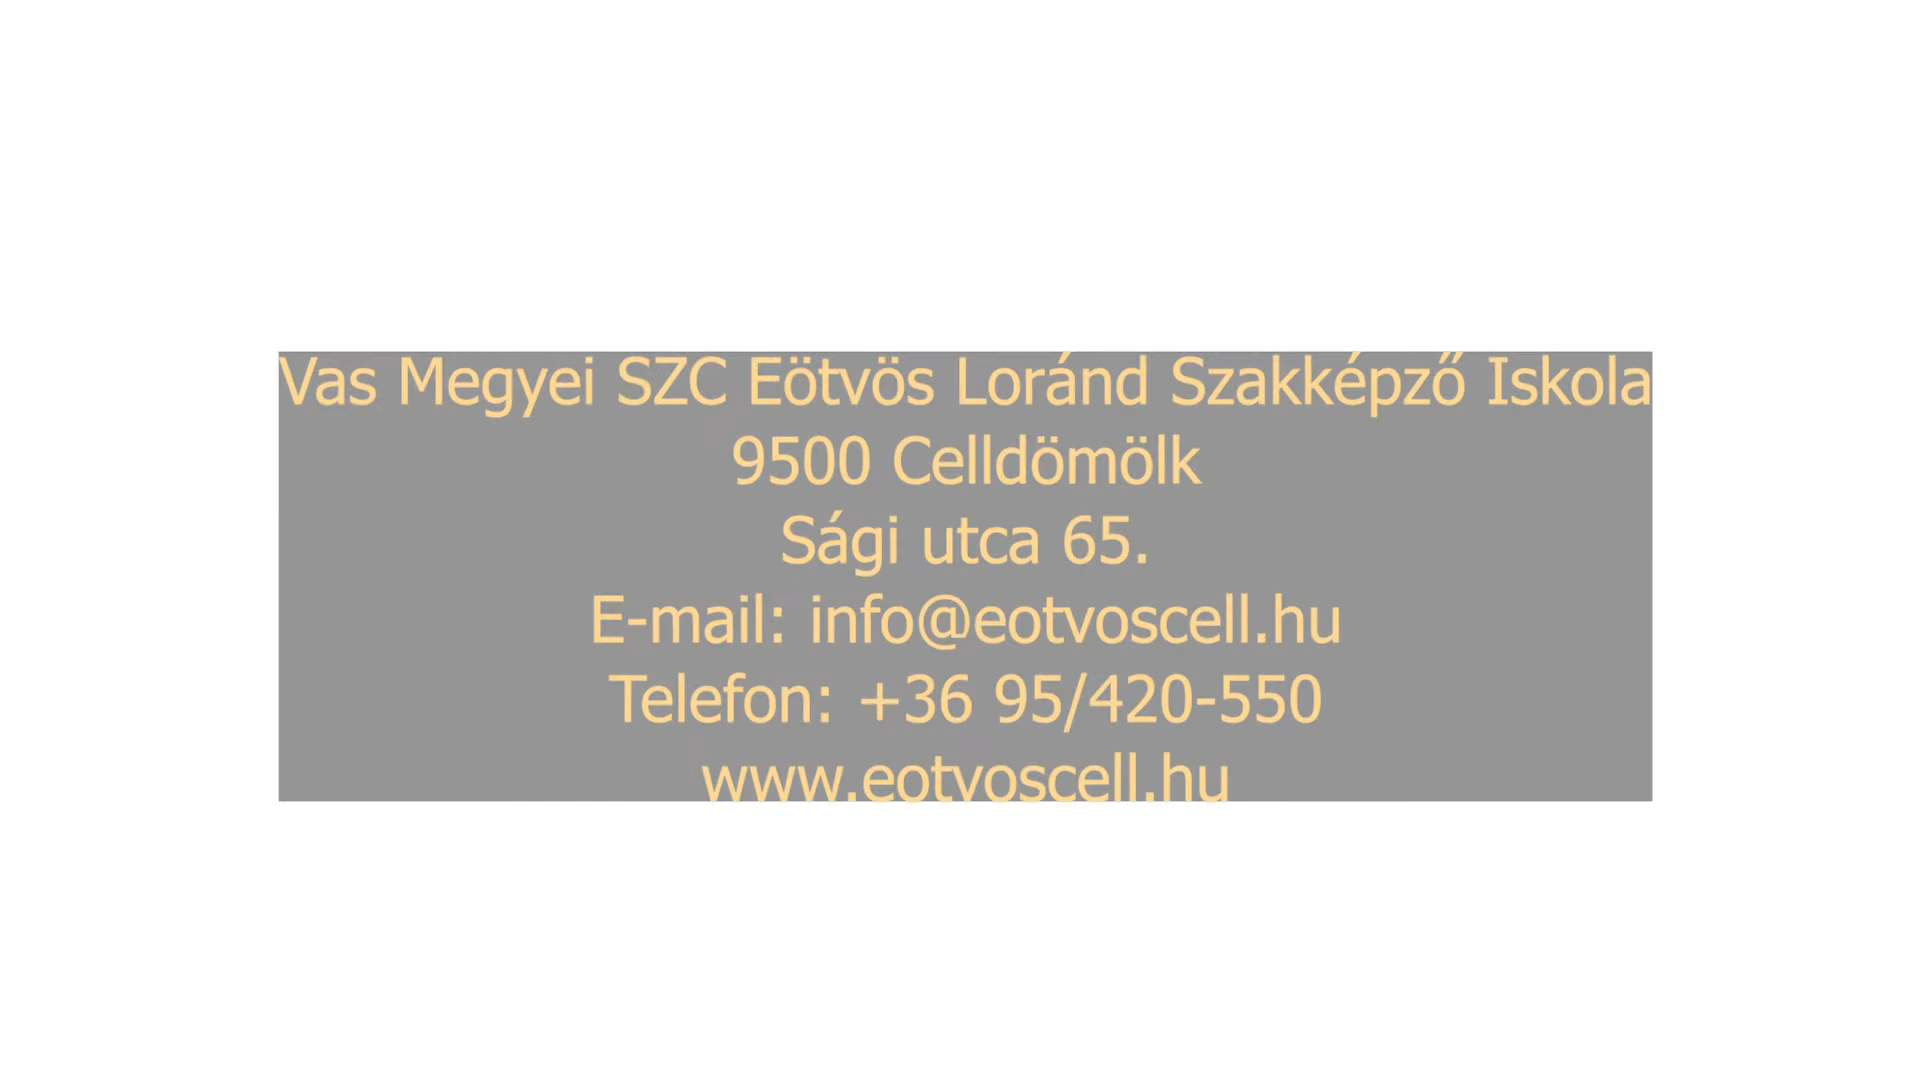 Vas Megyei SZC Eötvös Loránd Szakképző Iskola
9500 Celldömölk
Sági utca 65.
E-mail: info@eotvoscell.hu
Telefon: +36 95/420-550
www.eotvoscell.hu